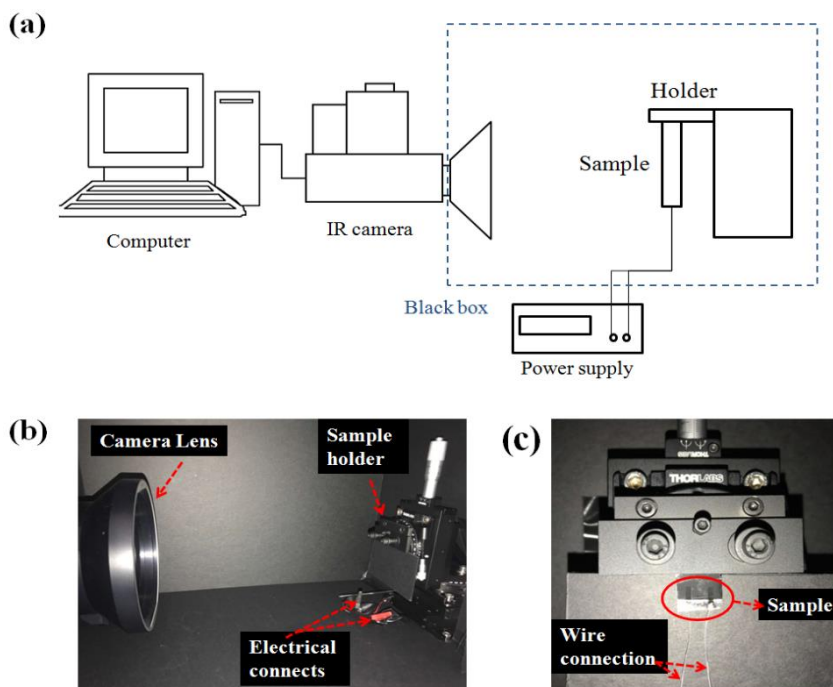 (a)
Holder
Sample
Computer
IR camera
Black box
Power supply
(b)
Camera Lens
Sample
holder
Electrical
connects
(c)
THORLABS
Sample
Wire
connection